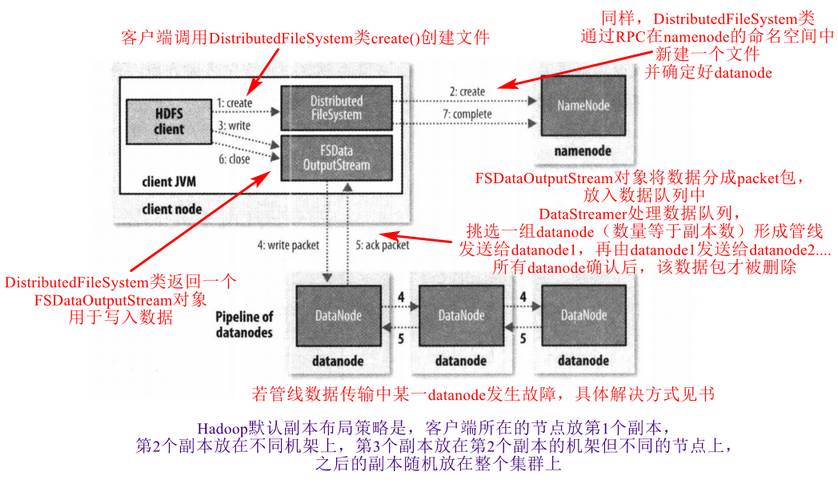 客户端调用DistributedFileSystem类create()创建文件
同样，DistributedFileSystem类
通过RPC在namenode的命名空间中
新建一个文件
并确定好datanode
HDFS
client
1: create
3: write
6: close
Distributed
FileSystem
FSData
OutputStream
2: create
7: complete
NameNode
namenode
client JVM
client node
FSDataOutputStream对象将数据分成packet包，
放入数据队列中
DataStreamer处理数据队列，
挑选一组datanode（数量等于副本数）形成管线
发送给datanode1，再由datanode1发送给datanode2....
所有datanode确认后，该数据包才被删除
4: write packet
5: ack packet
DistributedFileSystem类返回一个
FSDataOutputStream对象
用于写入数据
Pipeline of
datanodes
DataNode
4
5
DataNode
4
5
DataNode
datanode
datanode
datanode
若管线数据传输中某一datanode发生故障，具体解决方式见书
Hadoop默认副本布局策略是，客户端所在的节点放第1个副本，
第2个副本放在不同机架上，第3个副本放在第2个副本的机架但不同的节点上，
之后的副本随机放在整个集群上